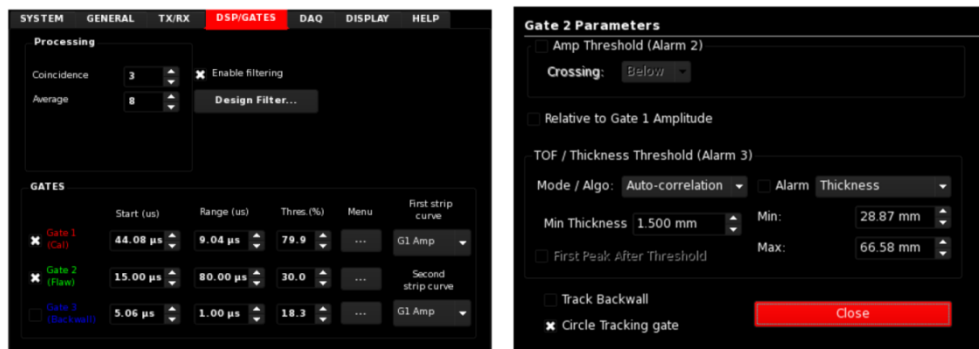 SYSTEM GENERAL TX/RX DSP/GATES DAQ DISPLAY HELP
Processing
Coincidence 3 Enable filtering
Average 8 Design Filter...
GATES
Start (us) Range (us) Thres.(%) Menu First strip curve
Gate 1 (Cal) 44.08 µs 9.04 µs 79.9 ... G1 Amp
Gate 2 (Flaw) 15.00 µs 80.00 µs 30.0 ... Second strip curve
Gate 3 (Backwall) 5.06 µs 1.00 µs 18.3 ... G1 Amp
Gate 2 Parameters
Amp Threshold (Alarm 2)
Crossing: Below
Relative to Gate 1 Amplitude
TOF / Thickness Threshold (Alarm 3)
Mode / Algo: Auto-correlation Alarm Thickness
Min Thickness 1.500 mm Min: 28.87 mm
First Peak After Threshold Max: 66.58 mm
Track Backwall
Circle Tracking gate Close